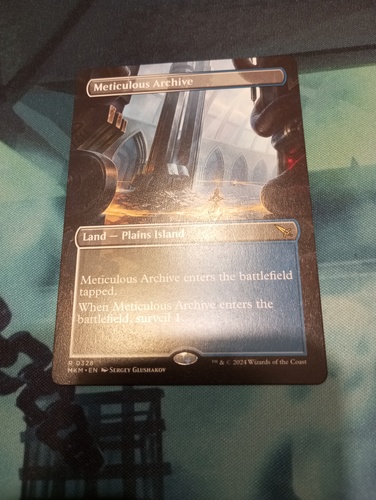 Meticulous Archive
Land — Plains Island
Meticulous Archive enters the battlefield
tapped.
When Meticulous Archive enters the
battlefield, surveil 1.
R 0328
MKM • EN Sergey Glushakov
™ & © 2024 Wizards of the Coast